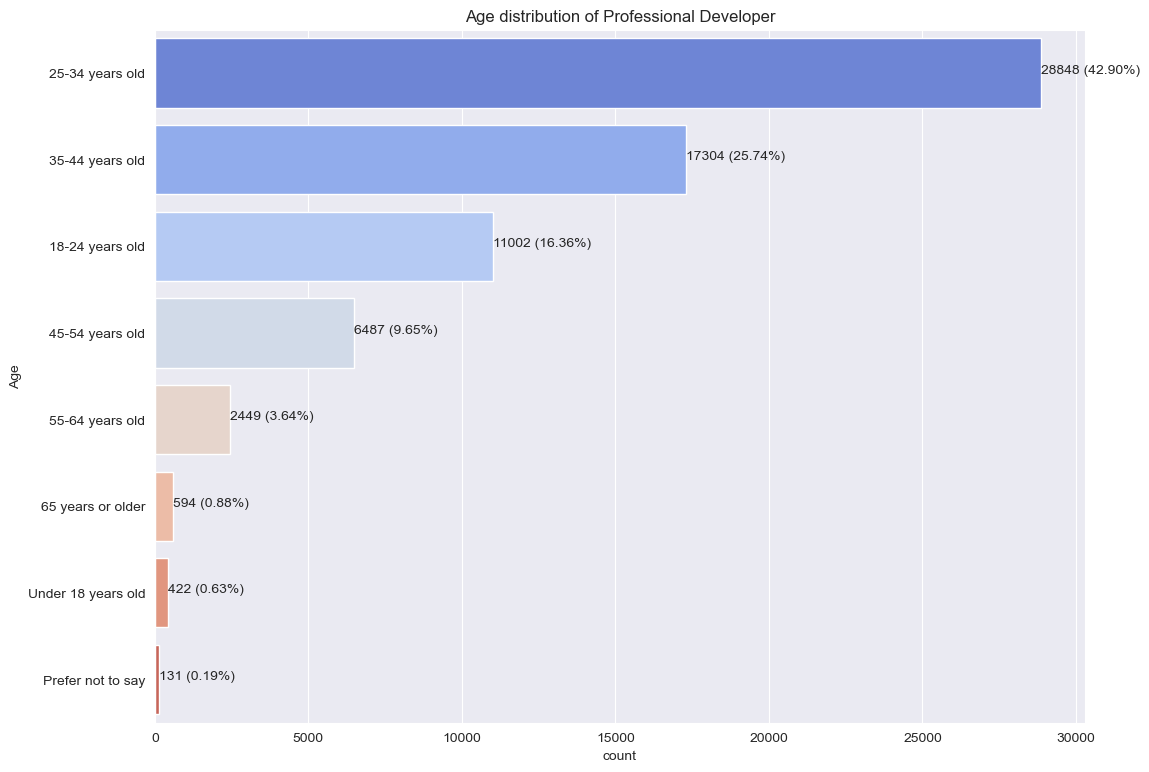 Age distribution of Professional Developer
25-34 years old
28848 (42.90%)
35-44 years old
17304 (25.74%)
18-24 years old
11002 (16.36%)
45-54 years old
6487 (9.65%)
Age
55-64 years old
2449 (3.64%)
65 years or older
594 (0.88%)
Under 18 years old
422 (0.63%)
Prefer not to say
131 (0.19%)
0 5000 10000 15000 20000 25000 30000
count